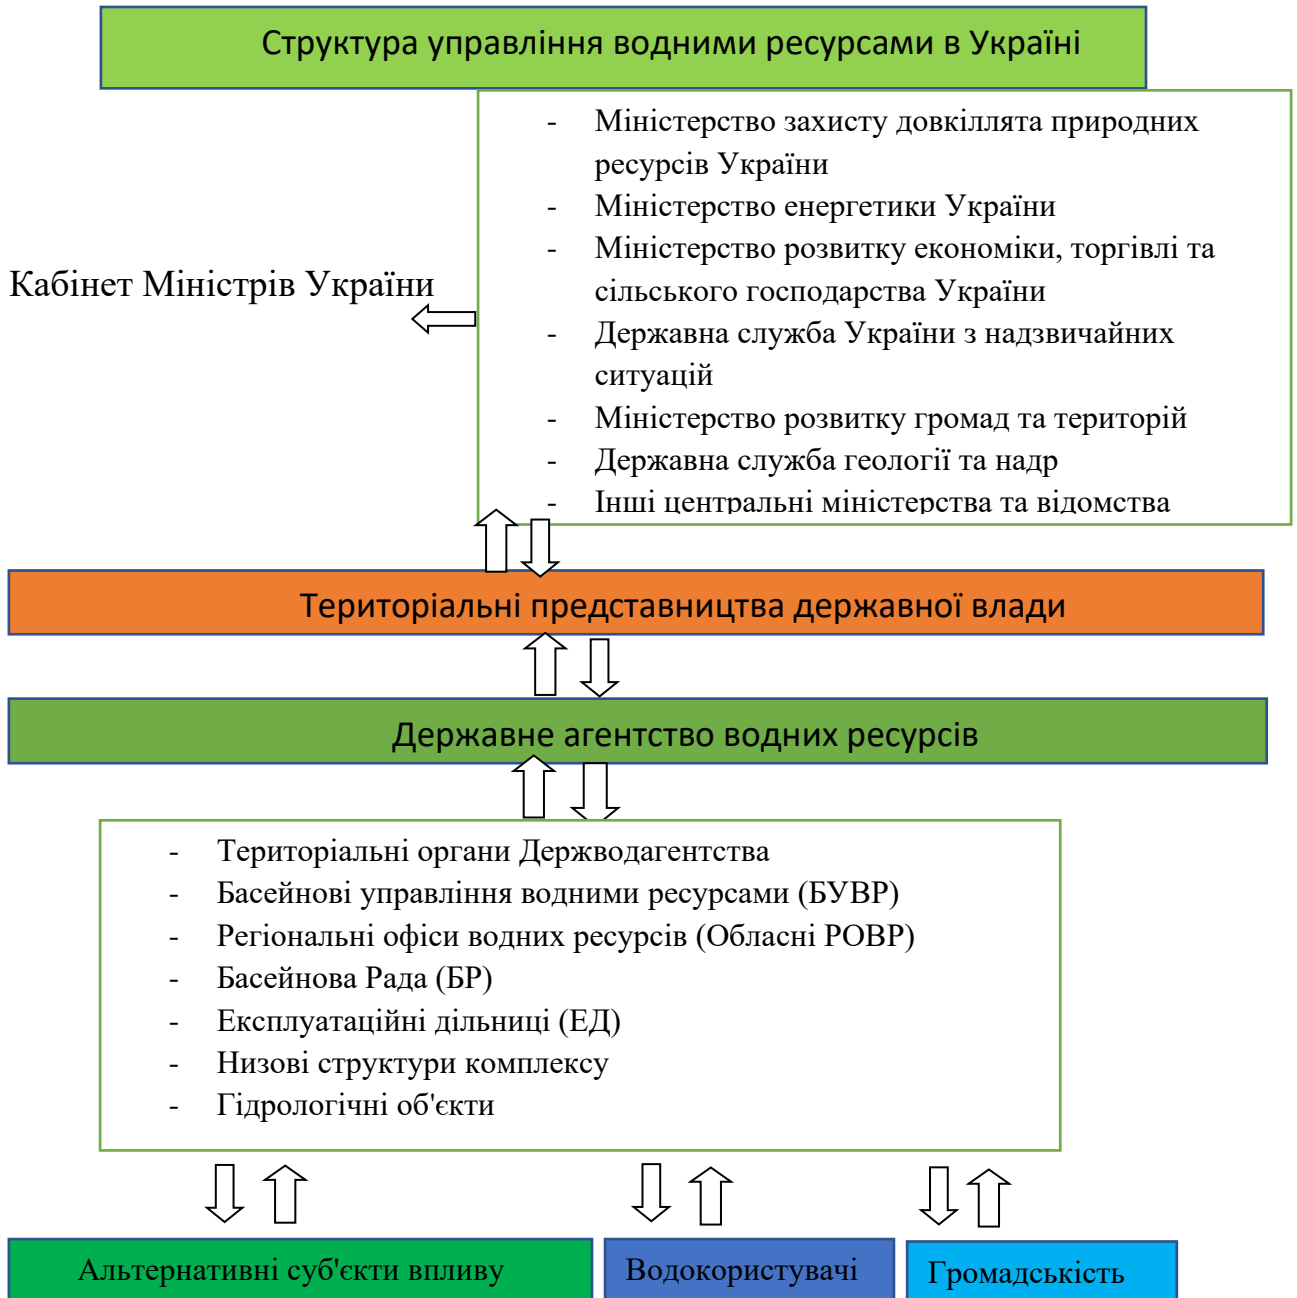 Структура управління водними ресурсами в Україні
- Міністерство захисту довкіллята природних
ресурсів України
- Міністерство енергетики України
- Міністерство розвитку економіки, торгівлі та
сільського господарства України
- Державна служба України з надзвичайних
ситуацій
- Міністерство розвитку громад та територій
- Державна служба геології та надр
- Інші центральні міністерства та відомства
Кабінет Міністрів України
Територіальні представництва державної влади
Державне агентство водних ресурсів
- Територіальні органи Держводагентства
- Басейнові управління водними ресурсами (БУВР)
- Регіональні офіси водних ресурсів (Обласні РОВР)
- Басейнова Рада (БР)
- Експлуатаційні дільниці (ЕД)
- Низові структури комплексу
- Гідрологічні об'єкти
Альтернативні суб'єкти впливу
Водокористувачі
Громадськість